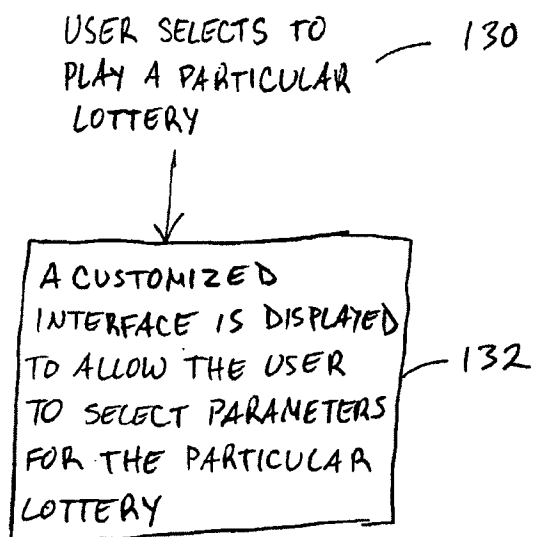 USER SELECTS TO
PLAY A PARTICULAR
LOTTERY
130
A CUSTOMIZED
INTERFACE IS DISPLAYED
TO ALLOW THE USER
TO SELECT PARAMETERS
FOR THE PARTICULAR
LOTTERY
132